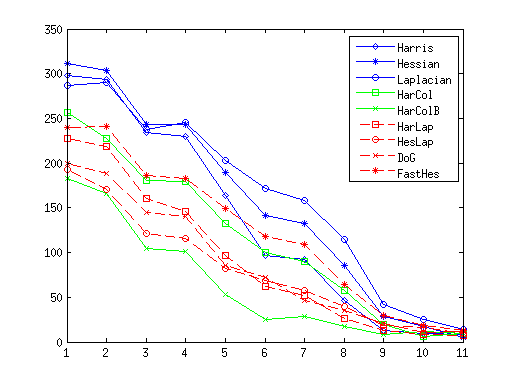 350
300
250
200
150
100
50
0
1 2 3 4 5 6 7 8 9 10 11
Harris
Hessian
Laplacian
HarCol
HarColB
HarLap
HesLap
DoG
FastHes